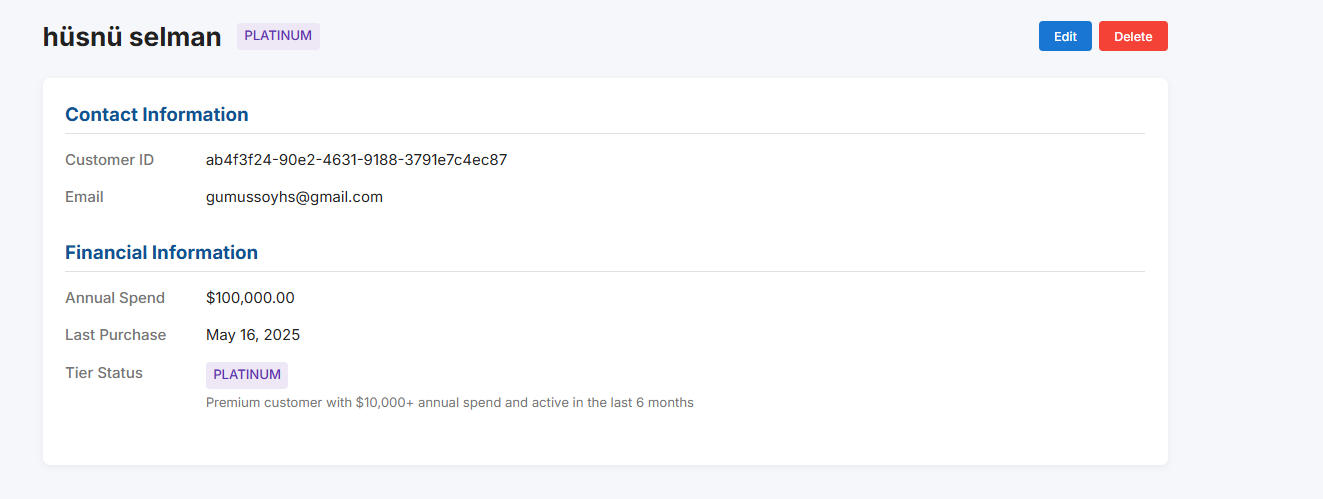 hüsnü selman PLATINUM Edit Delete
Contact Information
Customer ID ab4f3f24-90e2-4631-9188-3791e7c4ec87
Email gumussoyhs@gmail.com
Financial Information
Annual Spend $100,000.00
Last Purchase May 16, 2025
Tier Status PLATINUM
Premium customer with $10,000+ annual spend and active in the last 6 months